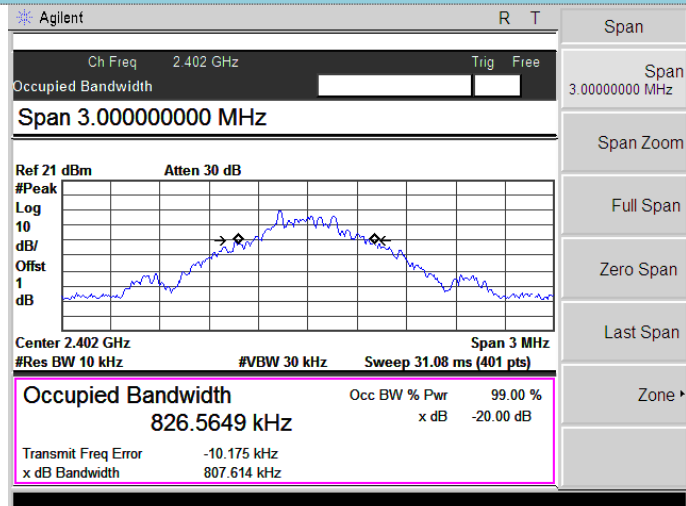 Agilent R T
Span
Ch Freq 2.402 GHz Trig Free
Occupied Bandwidth
Span
3.00000000 MHz
Span 3.000000000 MHz
Span Zoom
Ref 21 dBm Atten 30 dB
#Peak
Log
10
dB/
Offst
1
dB
Full Span
Zero Span
Last Span
Center 2.402 GHz Span 3 MHz
#Res BW 10 kHz #VBW 30 kHz Sweep 31.08 ms (401 pts)
Occupied Bandwidth Occ BW % Pwr 99.00 %
826.5649 kHz x dB -20.00 dB
Zone
Transmit Freq Error -10.175 kHz
x dB Bandwidth 807.614 kHz